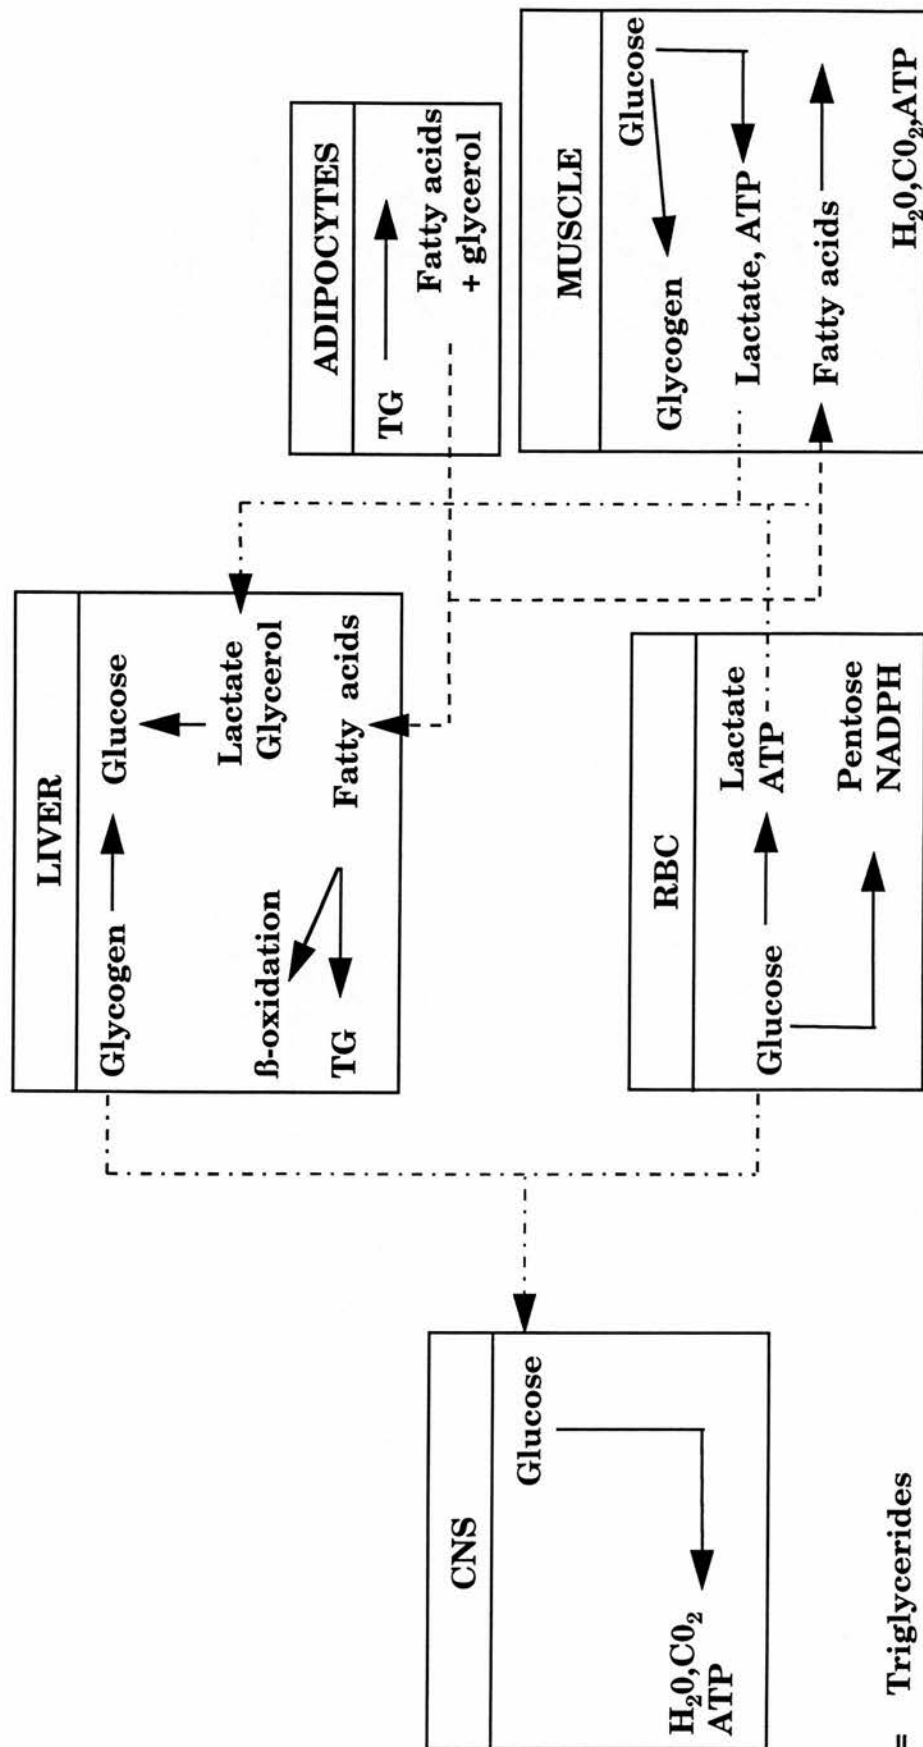 LIVER
Glycogen
Glucose
Lactate
Glycerol
ß-oxidation
TG
Fatty acids
ADIPOCYTES
TG
Fatty acids
+ glycerol
CNS
Glucose
H₂0,C0₂
ATP
RBC
Glucose
Lactate
ATP
Pentose
NADPH
MUSCLE
Glucose
Glycogen
Lactate, ATP
Fatty acids
H₂0,C0₂,ATP
= Triglycerides